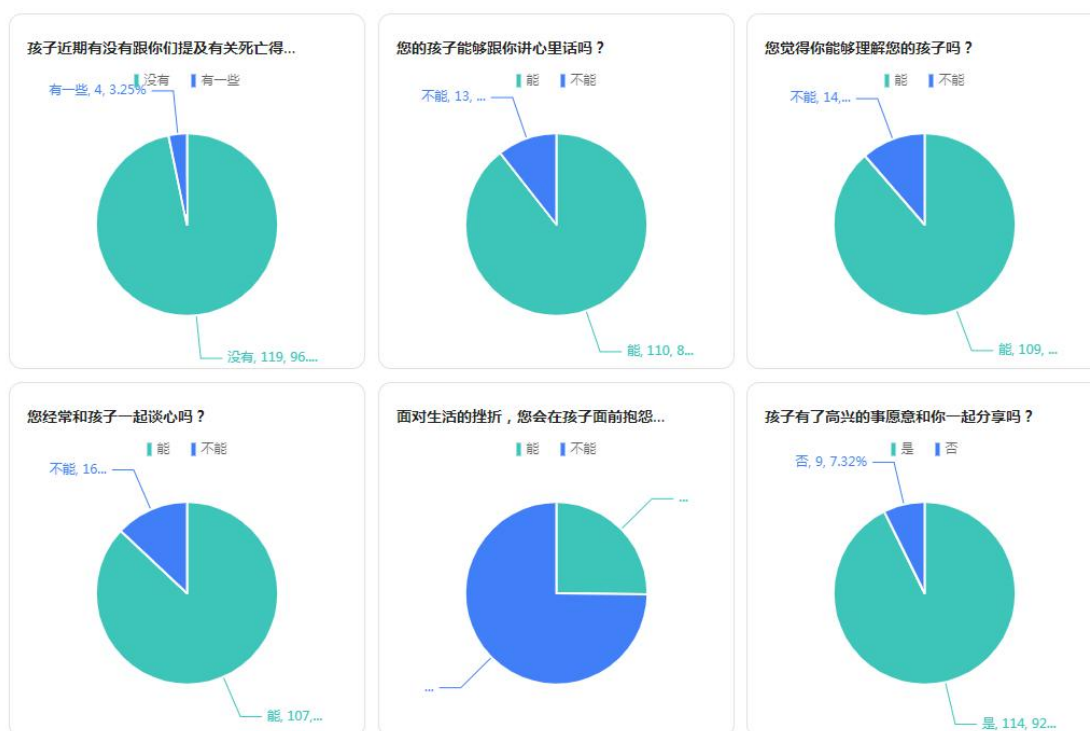 孩子近期有没有跟你们提及有关死亡得...
没有 有一些
有一些, 4, 3.25%
没有, 119, 96....
您的孩子能够跟你讲心里话吗？
能 不能
不能, 13, ...
能, 110, 8...
您觉得你能够理解您的孩子吗？
能 不能
不能, 14,...
能, 109, ...
您经常和孩子一起谈心吗？
能 不能
不能, 16...
能, 107,...
面对生活的挫折，您会在孩子面前抱怨...
能 不能
...
...
孩子有了高兴的事愿意和你一起分享吗？
是 否
否, 9, 7.32%
是, 114, 92...